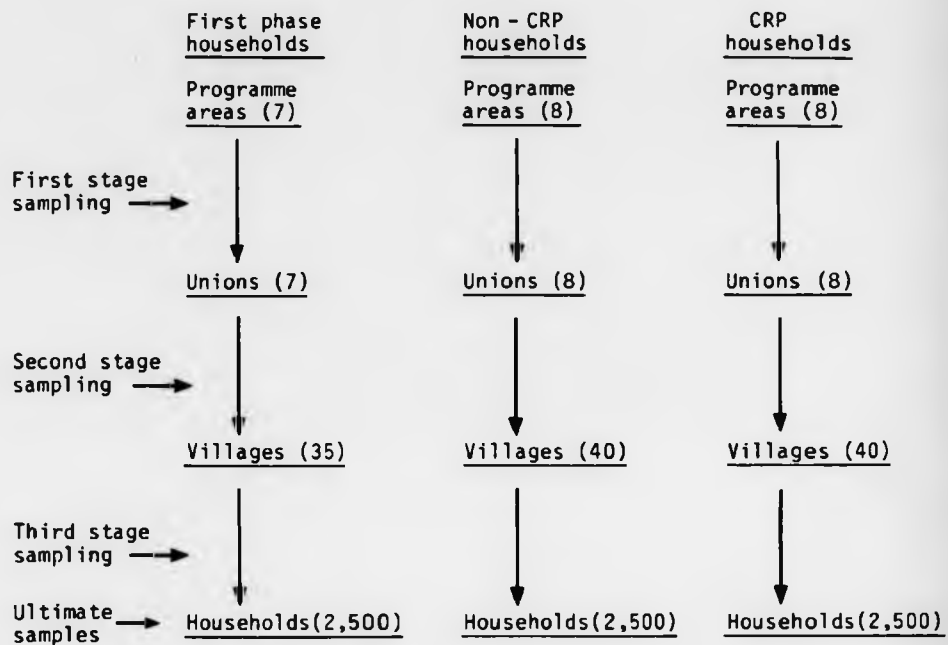 First phase
households
Non - CRP
households
CRP
households
Programme
areas (7)
Programme
areas (8)
Programme
areas (8)
First stage
sampling
Unions (7)
Unions (8)
Unions (8)
Second stage
sampling
Villages (35)
Villages (40)
Villages (40)
Third stage
sampling
Ultimate
samples
Households(2,500)
Households(2,500)
Households(2,500)